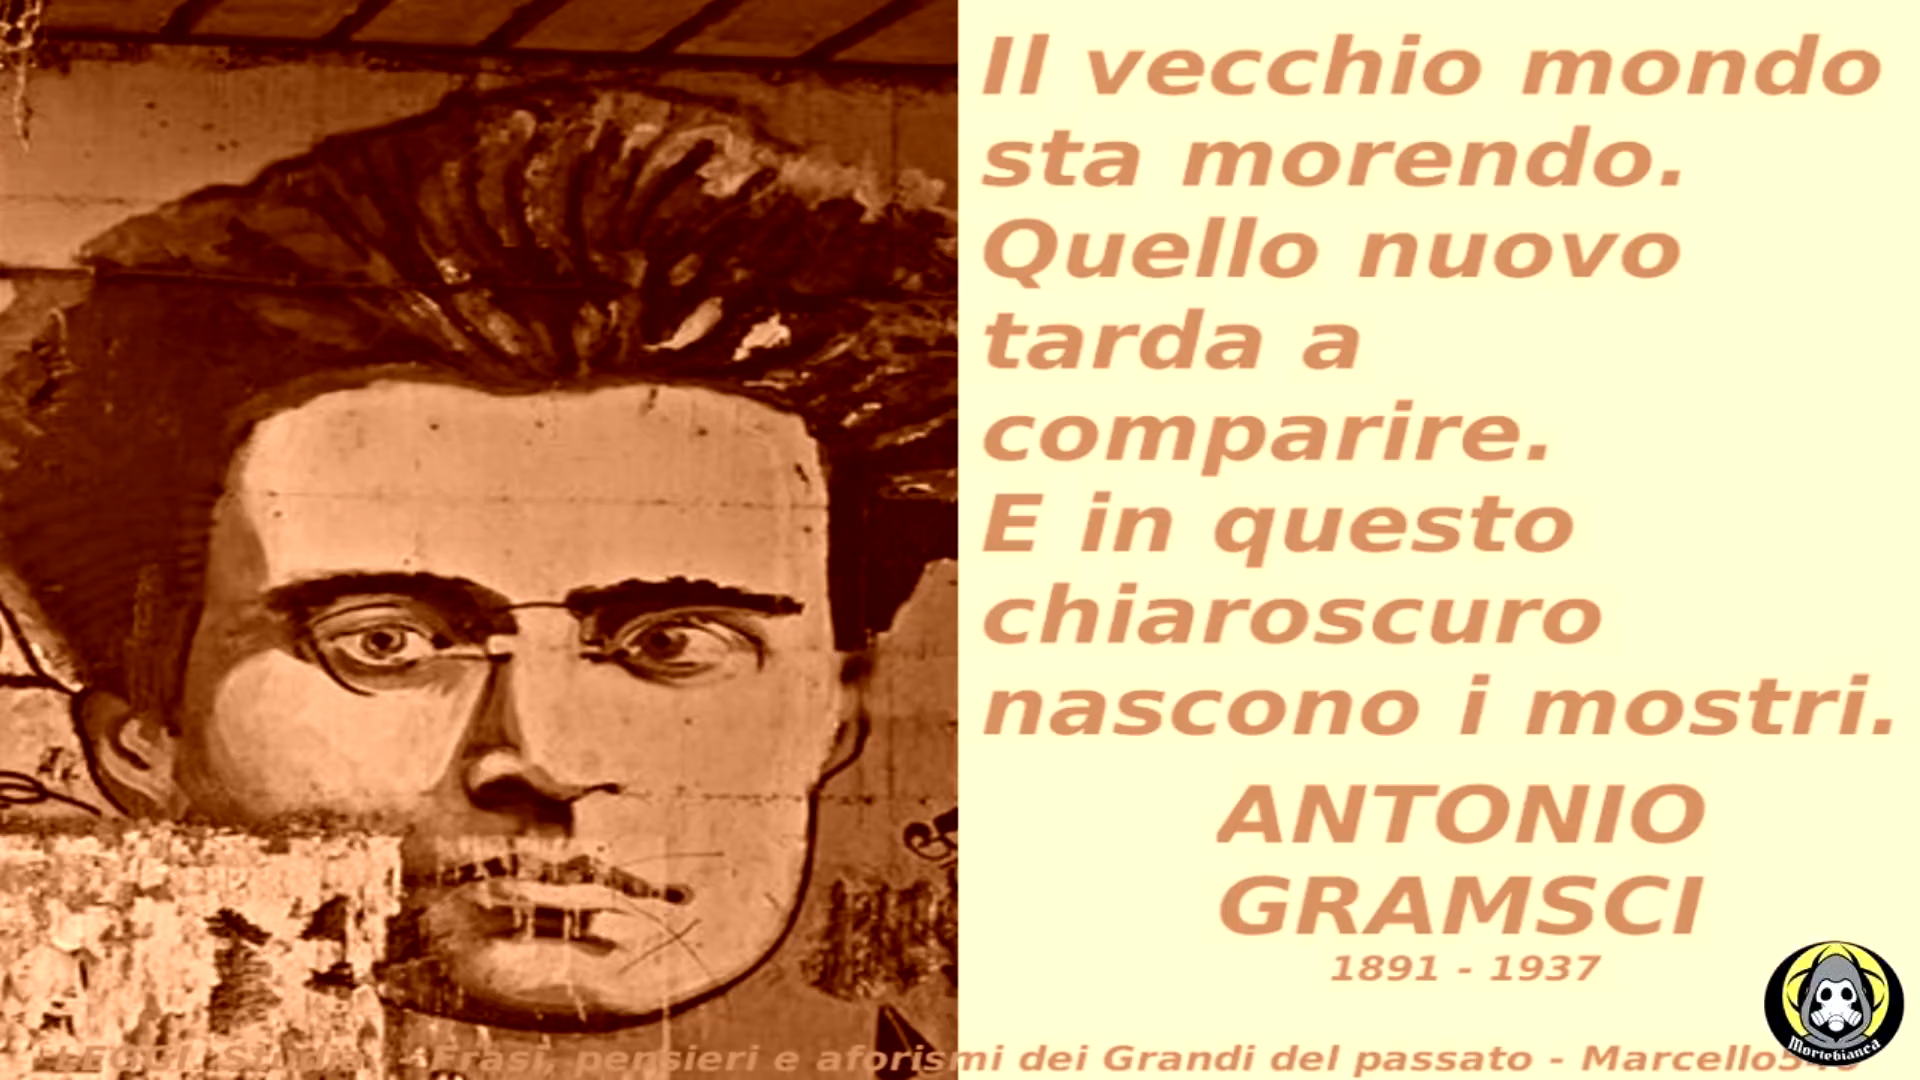 Il vecchio mondo
sta morendo.
Quello nuovo
tarda a
comparire.
E in questo
chiaroscuro
nascono i mostri.
ANTONIO
GRAMSCI
1891 - 1937
Mortebianca
- Frasi, pensieri e aforismi dei Grandi del passato -